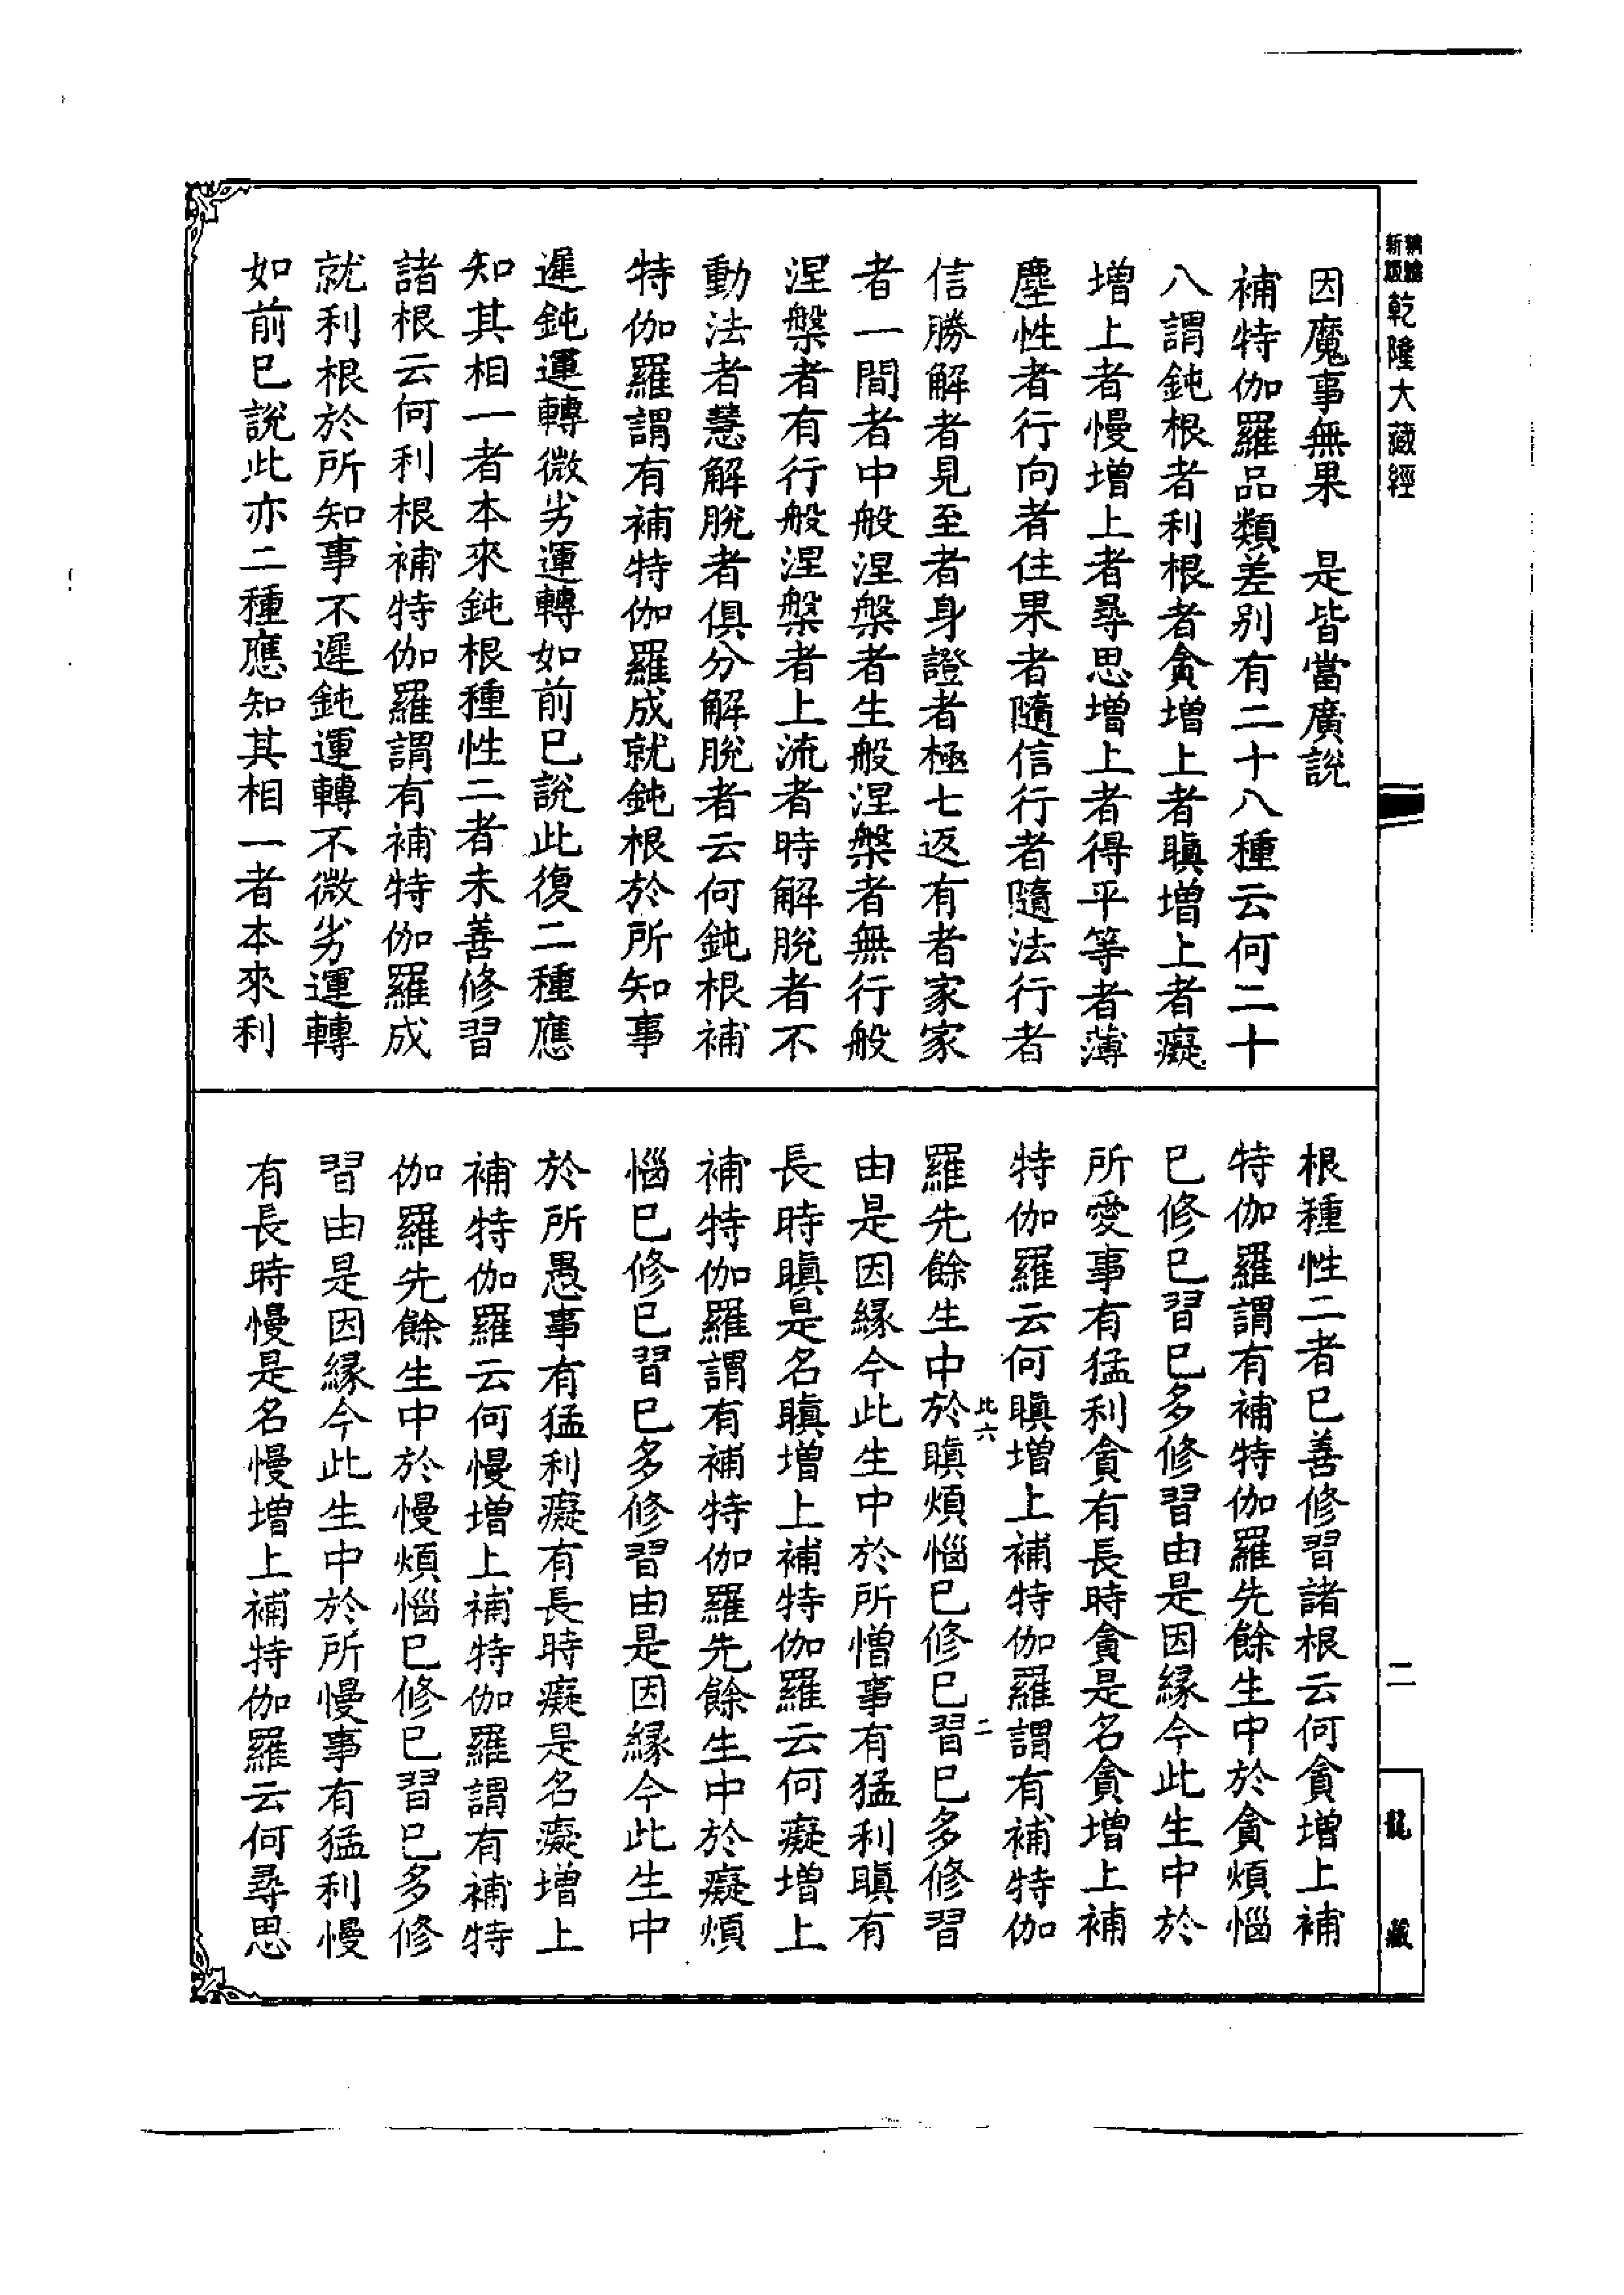 新編縮版乾隆大藏經
二
龍藏
因魔事無果　是皆當廣說
補特伽羅品類差別有二十八種云何二十
八謂鈍根者利根者貪增上者瞋增上者癡
增上者慢增上者尋思增上者得平等者薄
塵性者行向者住果者隨信行者隨法行者
信勝解者見至者身證者極七返有者家家
者一間者中般涅槃者生般涅槃者無行般
涅槃者有行般涅槃者上流者時解脫者不
動法者慧解脫者俱分解脫者云何鈍根補
特伽羅謂有補特伽羅成就鈍根於所知事
遲鈍運轉微劣運轉如前巳說此復二種應
知其相一者本來鈍根種性二者未善修習
諸根云何利根補特伽羅謂有補特伽羅成
就利根於所知事不遲鈍運轉不微劣運轉
如前巳說此亦二種應知其相一者本來利
根種性二者巳善修習諸根云何貪增上補
特伽羅謂有補特伽羅先餘生中於貪煩惱
巳修巳習巳多修習由是因緣今此生中於
所愛事有猛利貪有長時貪是名貪增上補
特伽羅云何瞋增上補特伽羅謂有補特伽
此六　二
羅先餘生中於瞋煩惱巳修巳習巳多修習
由是因緣今此生中於所憎事有猛利瞋有
長時瞋是名瞋增上補特伽羅云何癡增上
補特伽羅謂有補特伽羅先餘生中於癡煩
惱巳修巳習巳多修習由是因緣今此生中
於所愚事有猛利癡有長時癡是名癡增上
補特伽羅云何慢增上補特伽羅謂有補特
伽羅先餘生中於慢煩惱巳修巳習巳多修
習由是因緣今此生中於所慢事有猛利慢
有長時慢是名慢增上補特伽羅云何尋思